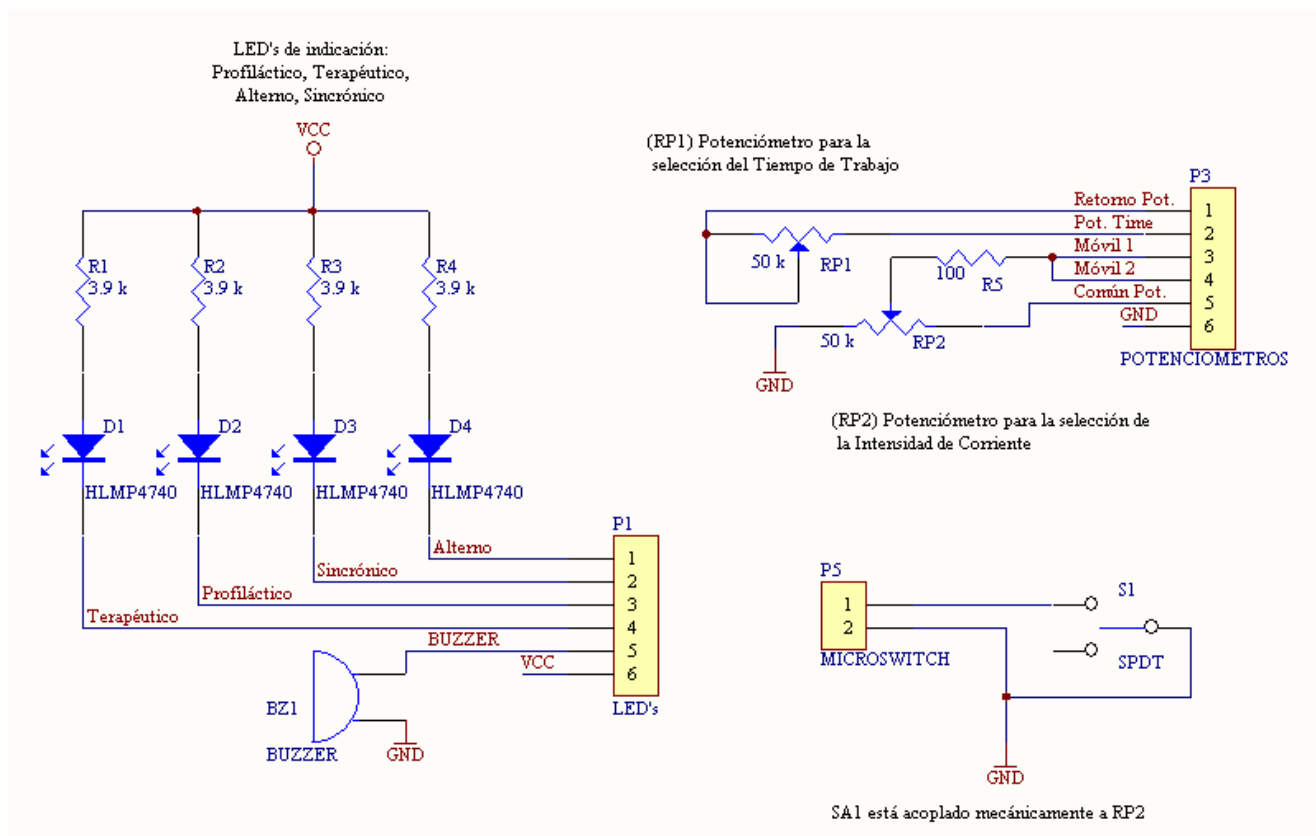 LED's de indicación:
Profiláctico, Terapéutico,
Alterno, Sincrónico
VCC
R1
3.9 k
R2
3.9 k
R3
3.9 k
R4
3.9 k
D1
D2
D3
D4
HLMP4740
HLMP4740
HLMP4740
HLMP4740
P1
Alterno
1
Sincrónico
2
Profiláctico
3
Terapéutico
4
BUZZER
5
VCC
6
LED's
BZ1
BUZZER
GND
(RP1) Potenciómetro para la
selección del Tiempo de Trabajo
P3
Retorno Pot.
1
Pot. Time
2
Móvil 1
3
Móvil 2
4
Común Pot.
5
GND
6
POTENCIOMETROS
50 k
RP1
100
R5
50 k
RP2
GND
(RP2) Potenciómetro para la selección de
la Intensidad de Corriente
P5
1
2
MICROSWITCH
S1
SPDT
GND
SA1 está acoplado mecánicamente a RP2